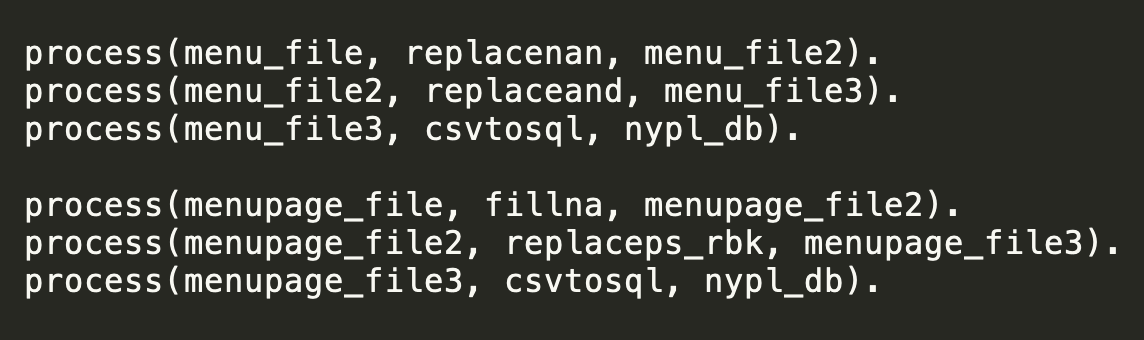 process(menu_file, replacenan, menu_file2).
process(menu_file2, replaceand, menu_file3).
process(menu_file3, csvtosql, nypl_db).
process(menupage_file, fillna, menupage_file2).
process(menupage_file2, replaceps_rbk, menupage_file3).
process(menupage_file3, csvtosql, nypl_db).